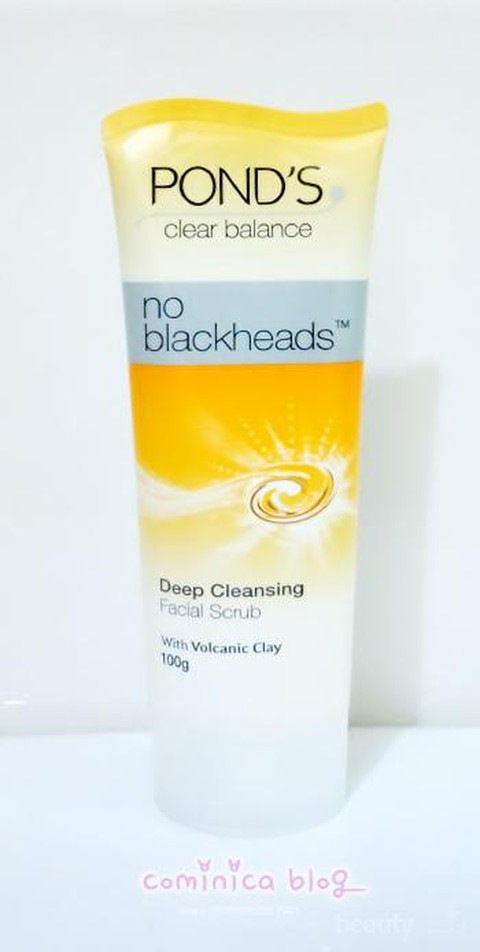 POND'S
clear balance
no
blackheads™
Deep Cleansing
Facial Scrub
With Volcanic Clay
100g
cominica blog
beauty